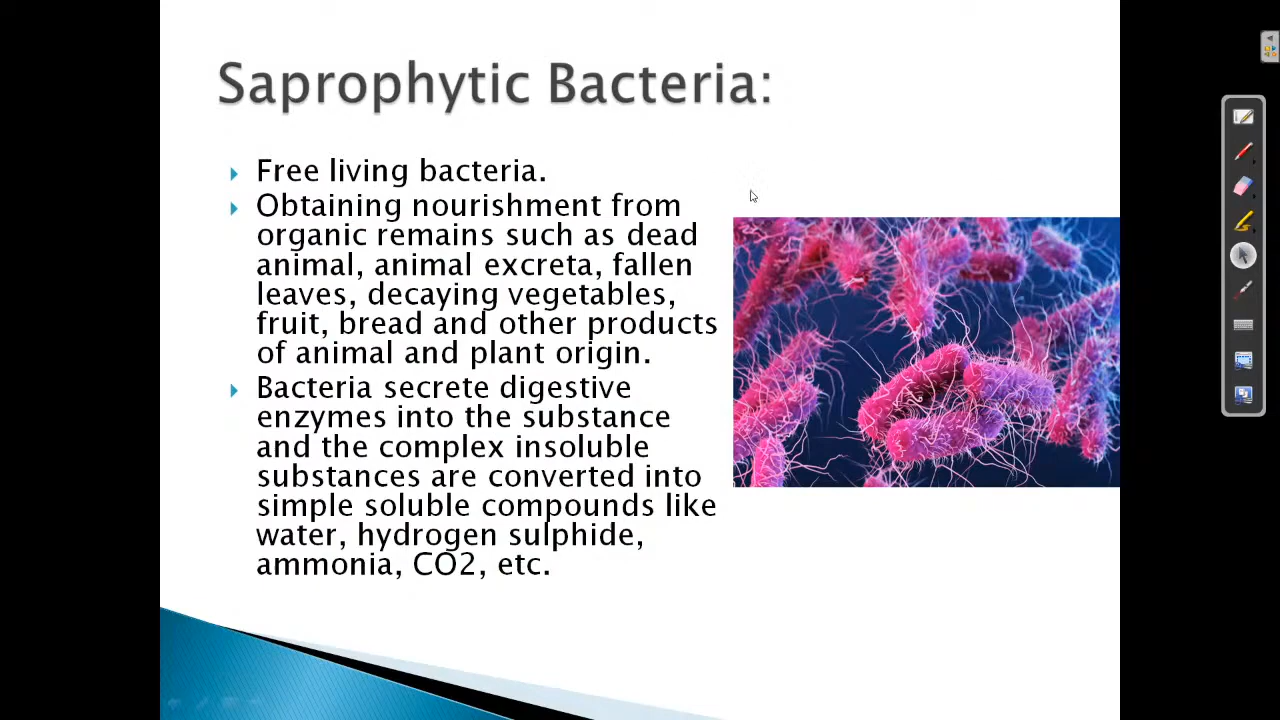 Saprophytic Bacteria:
Free living bacteria.
Obtaining nourishment from
organic remains such as dead
animal, animal excreta, fallen
leaves, decaying vegetables,
fruit, bread and other products
of animal and plant origin.
Bacteria secrete digestive
enzymes into the substance
and the complex insoluble
substances are converted into
simple soluble compounds like
water, hydrogen sulphide,
ammonia, CO2, etc.